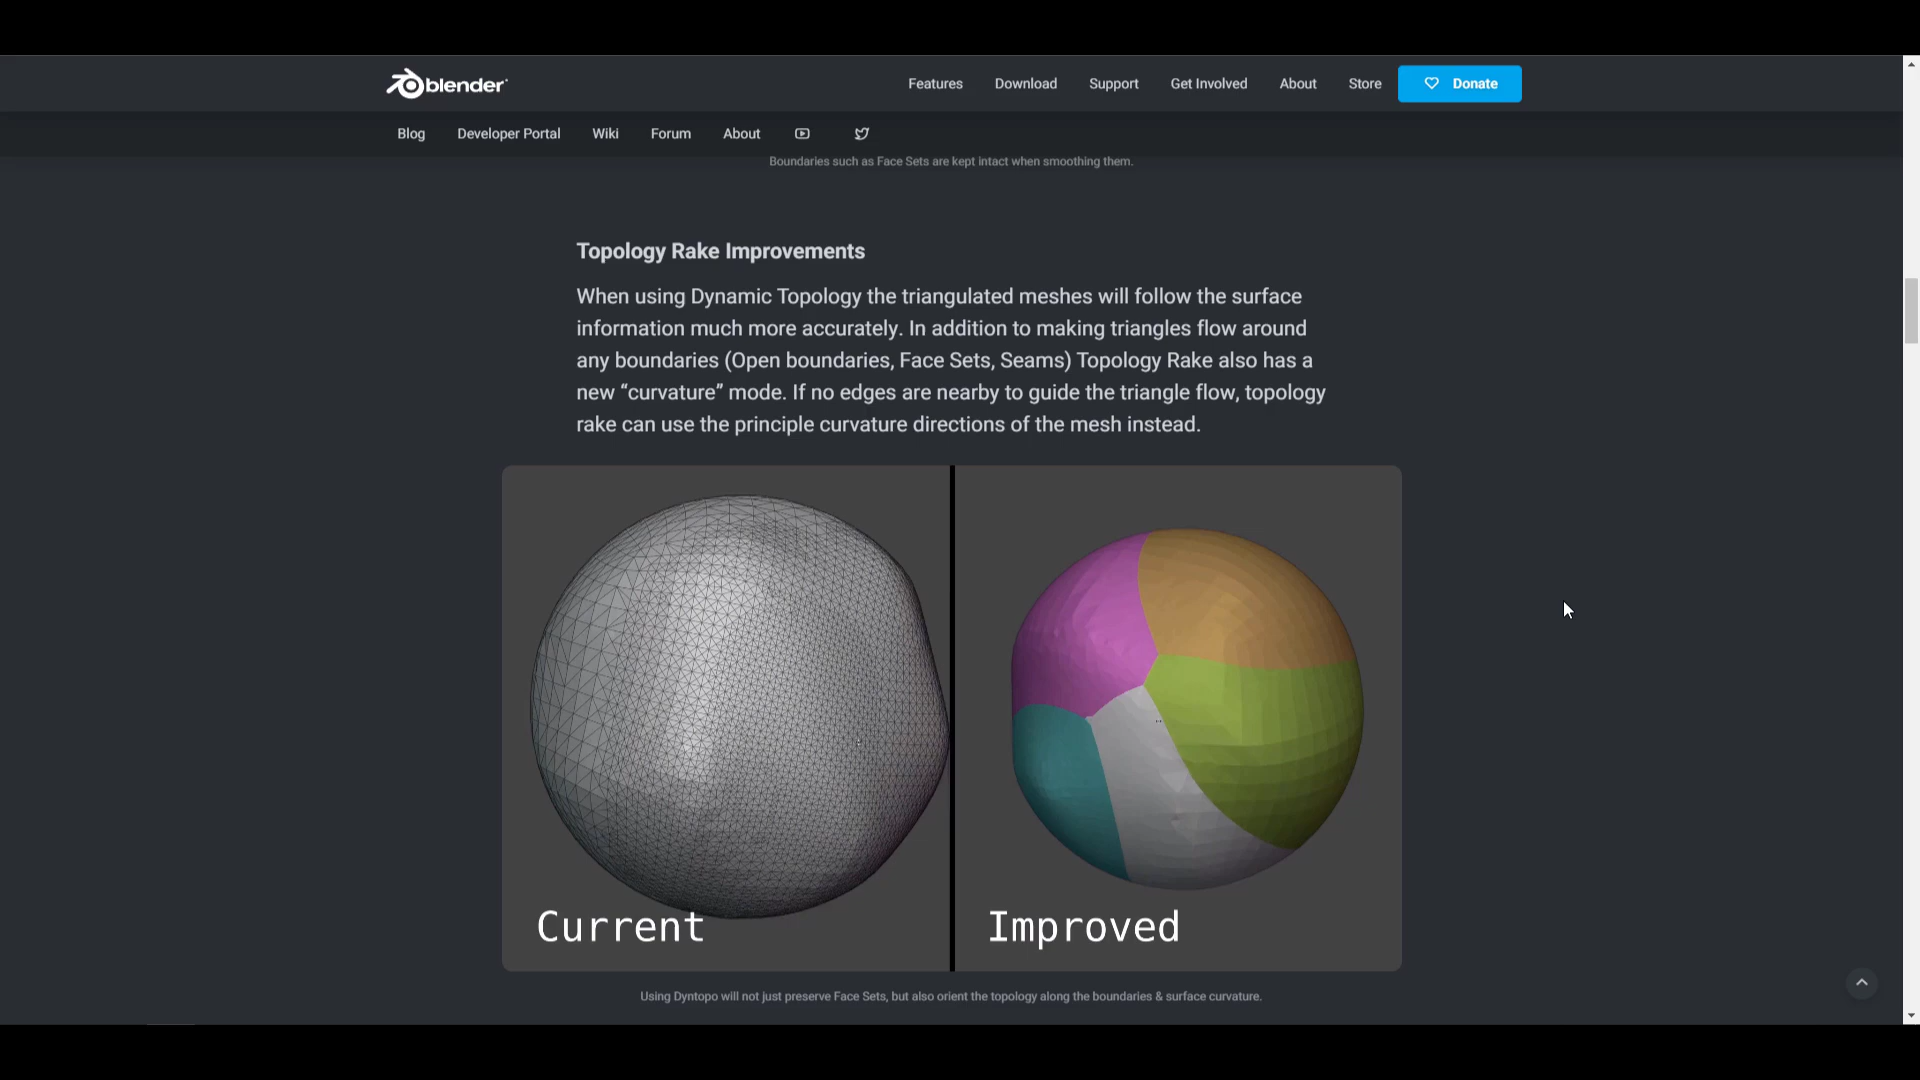 blender
Features Download Support Get Involved About Store Donate
Blog Developer Portal Wiki Forum About
Boundaries such as Face Sets are kept intact when smoothing them.
Topology Rake Improvements
When using Dynamic Topology the triangulated meshes will follow the surface
information much more accurately. In addition to making triangles flow around
any boundaries (Open boundaries, Face Sets, Seams) Topology Rake also has a
new “curvature” mode. If no edges are nearby to guide the triangle flow, topology
rake can use the principle curvature directions of the mesh instead.
Current Improved
Using Dyntopo will not just preserve Face Sets, but also orient the topology along the boundaries & surface curvature.